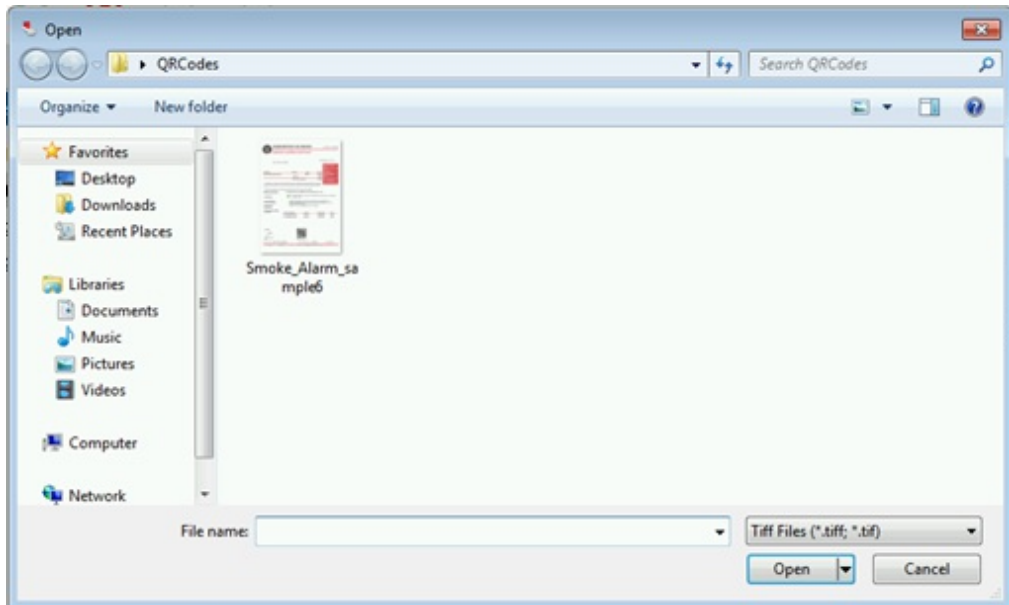 Open
QRCodes
Search QRCodes
Organize
New folder
Favorites
Desktop
Downloads
Recent Places
Libraries
Documents
Music
Pictures
Videos
Computer
Network
Smoke_Alarm_sa
mple6
File name:
Tiff Files (*.tiff; *.tif)
Open
Cancel